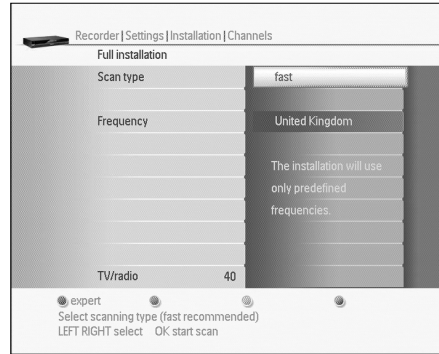 Recorder | Settings | Installation | Channels
Full installation
Scan type fast
Frequency United Kingdom
The installation will use
only predefined
frequencies.
TV/radio 40
expert
Select scanning type (fast recommended)
LEFT RIGHT select OK start scan